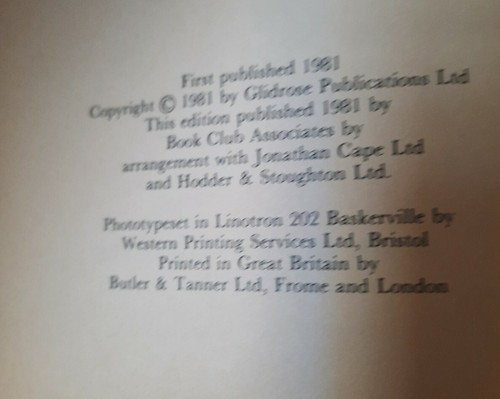 First published 1981
Copyright © 1981 by Glidrose Publications Ltd
This edition published 1981 by
Book Club Associates by
arrangement with Jonathan Cape Ltd
and Hodder & Stoughton Ltd.
Phototypeset in Linotron 202 Baskerville by
Western Printing Services Ltd, Bristol
Printed in Great Britain by
Butler & Tanner Ltd, Frome and London